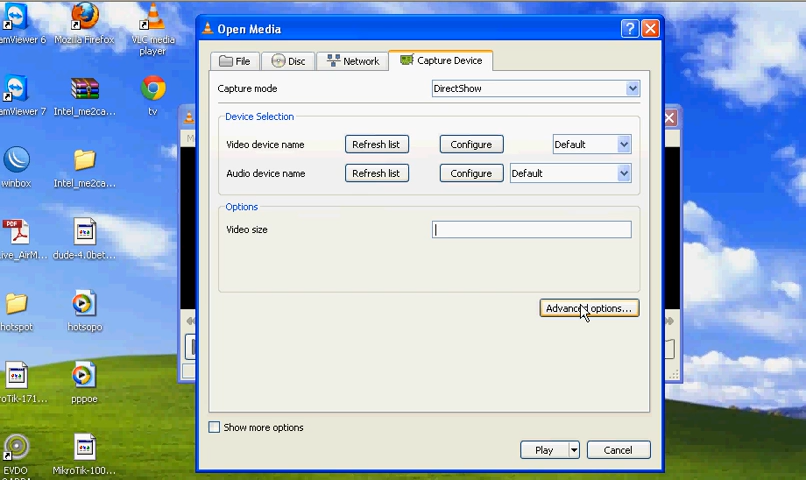 amViewer 6
Mozilla Firefox
VLC media
player
amViewer 7
Intel_me2ca...
tv
winbox
Intel_me2ca...
ive_AirM...
dude-4.0bet...
hotspot
hotsopo
roTik-171...
pppoe
EVDO
MikroTik-100...
Open Media
File
Disc
Network
Capture Device
Capture mode
DirectShow
Device Selection
Video device name
Refresh list
Configure
Default
Audio device name
Refresh list
Configure
Default
Options
Video size
Advanced options...
Show more options
Play
Cancel